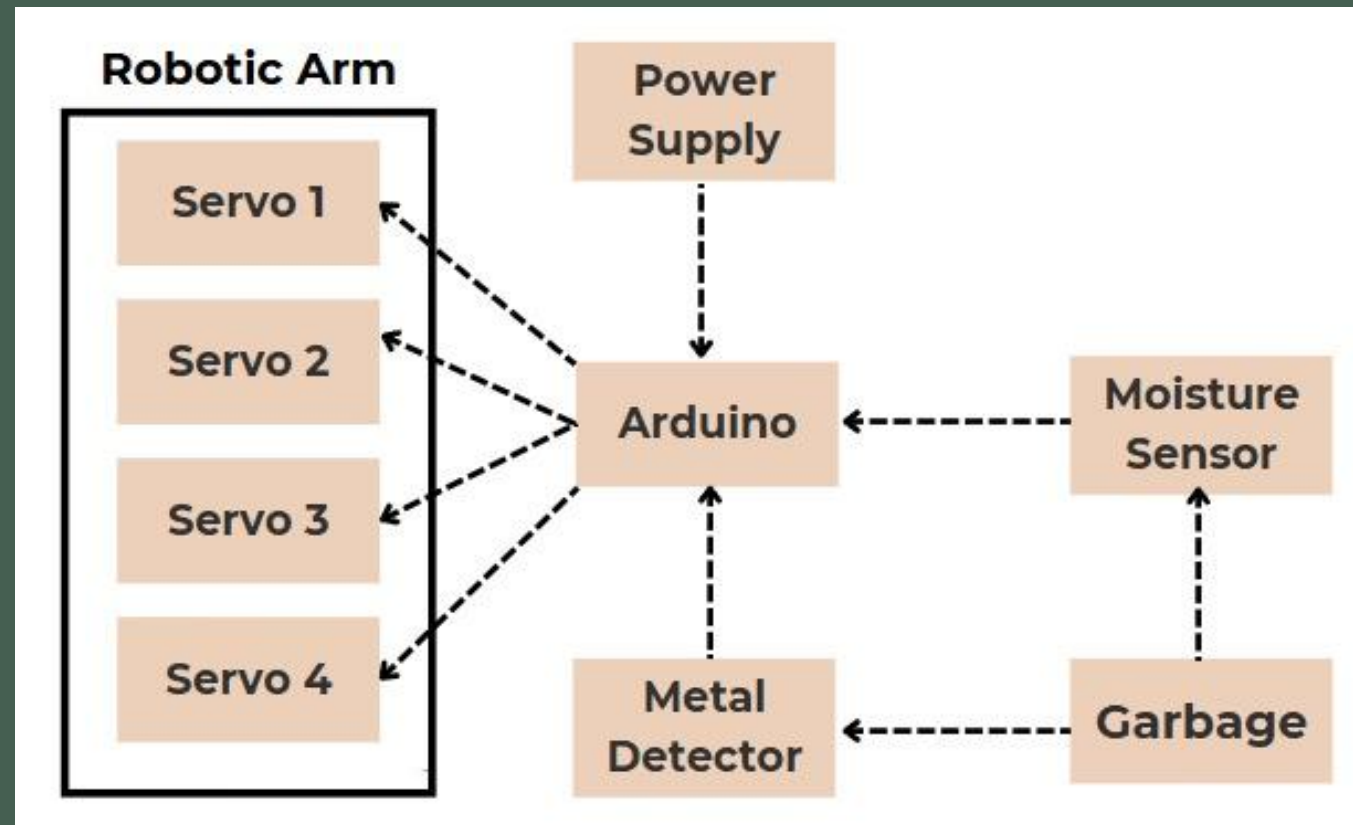 Robotic Arm
Servo 1
Servo 2
Servo 3
Servo 4
Power
Supply
Arduino
Metal
Detector
Moisture
Sensor
Garbage